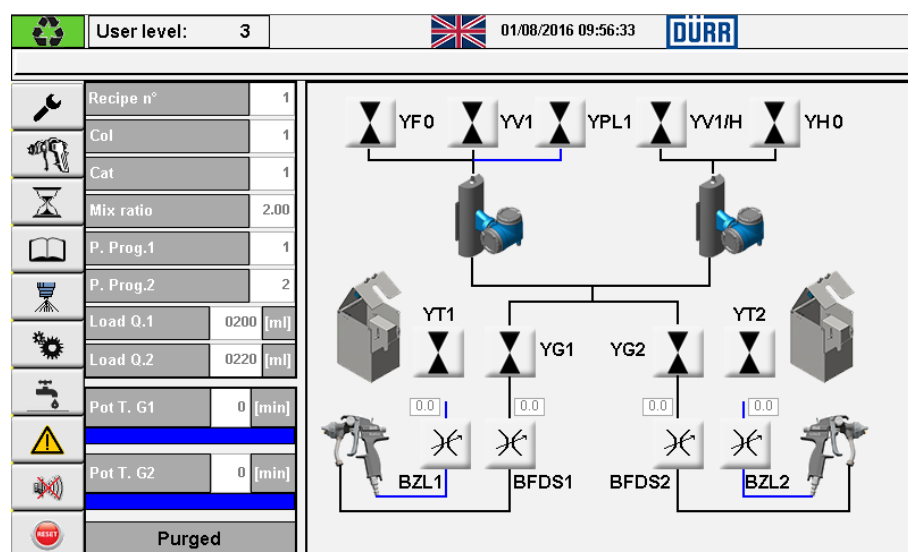 User level: 3
01/08/2016 09:56:33
DÜRR
Recipe n° 1
Col 1
Cat 1
Mix ratio 2.00
P. Prog.1 1
P. Prog.2 2
Load Q.1 0200 [ml]
Load Q.2 0220 [ml]
Pot T. G1 0 [min]
Pot T. G2 0 [min]
Purged
RESET
YF0 YV1 YPL1 YV1/H YH0
YT1 YT2
YG1 YG2
0.0 0.0 0.0 0.0
BZL1 BFDS1 BFDS2 BZL2